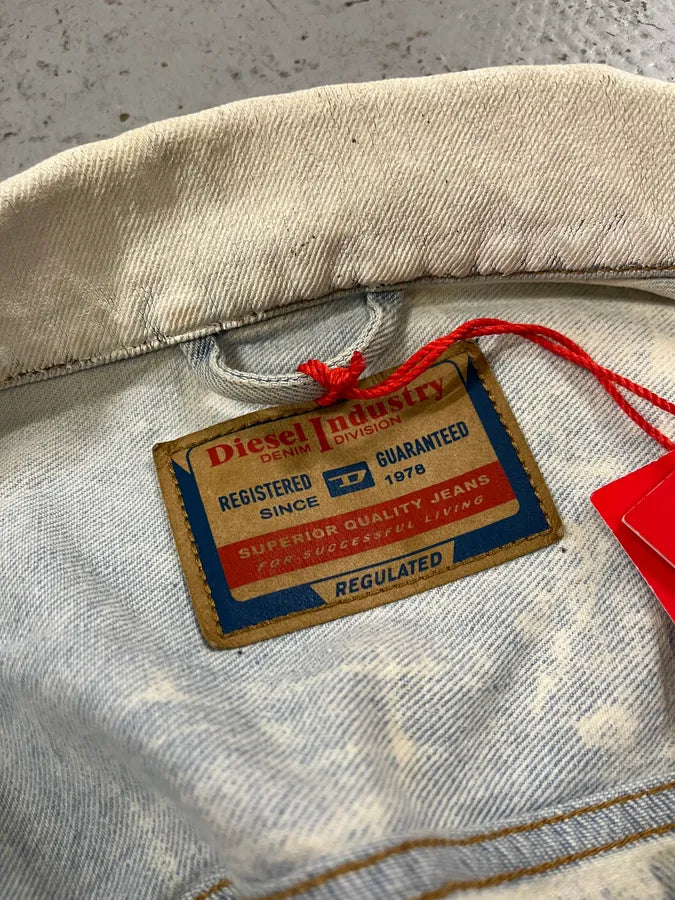 Diesel Industry
DENIM DIVISION
REGISTERED D GUARANTEED
SINCE 1978
SUPERIOR QUALITY JEANS
FOR SUCCESSFUL LIVING
REGULATED